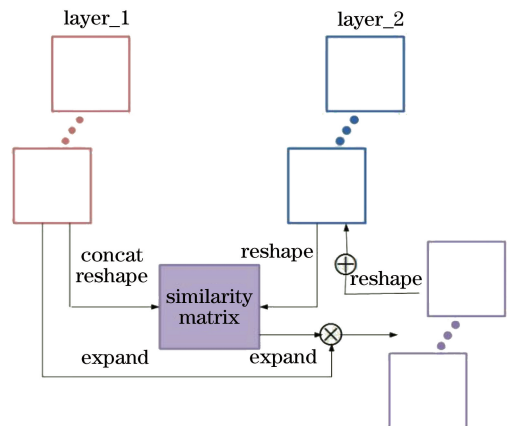 layer_1
layer_2
concat
reshape
reshape
reshape
similarity
matrix
expand
expand